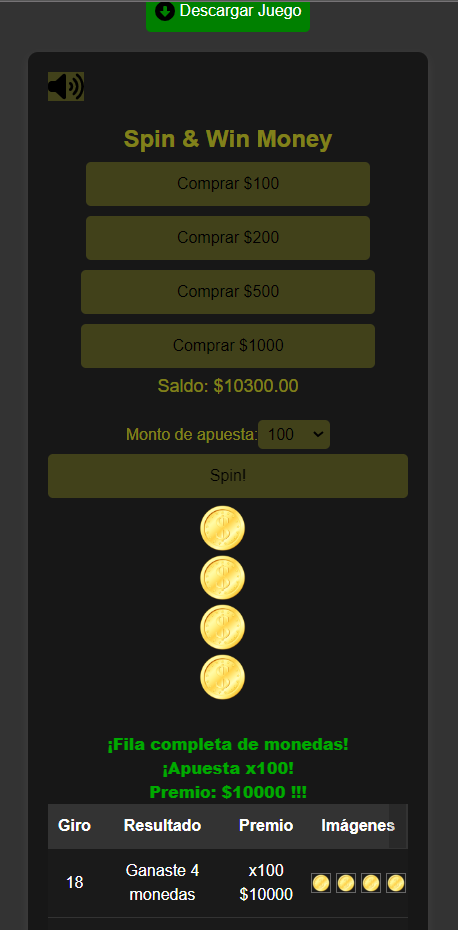 Descargar Juego
Spin & Win Money
Comprar $100
Comprar $200
Comprar $500
Comprar $1000
Saldo: $10300.00
Monto de apuesta: 100
Spin!
¡Fila completa de monedas!
¡Apuesta x100!
Premio: $10000 !!!
Giro Resultado Premio Imágenes
18 Ganaste 4 monedas x100 $10000